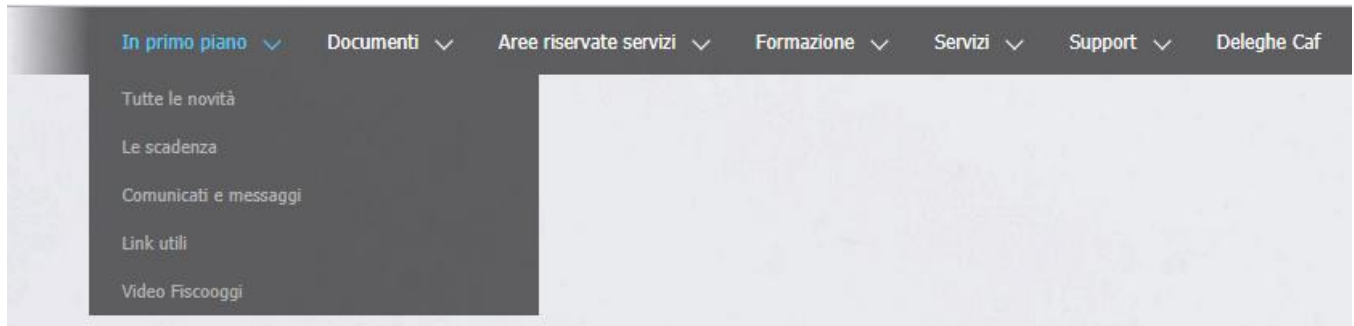 In primo piano Documenti Aree riservate servizi Formazione Servizi Support Deleghe Caf
Tutte le novità
Le scadenza
Comunicati e messaggi
Link utili
Video Fiscooggi